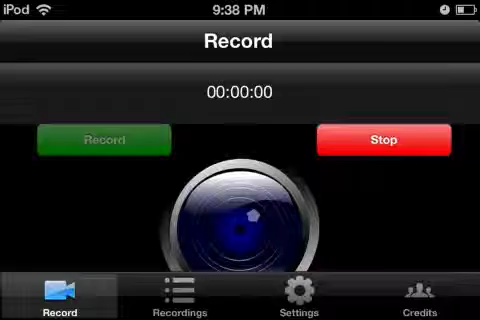 iPod 9:38 PM
Record
00:00:00
Record Stop
Record Recordings Settings Credits